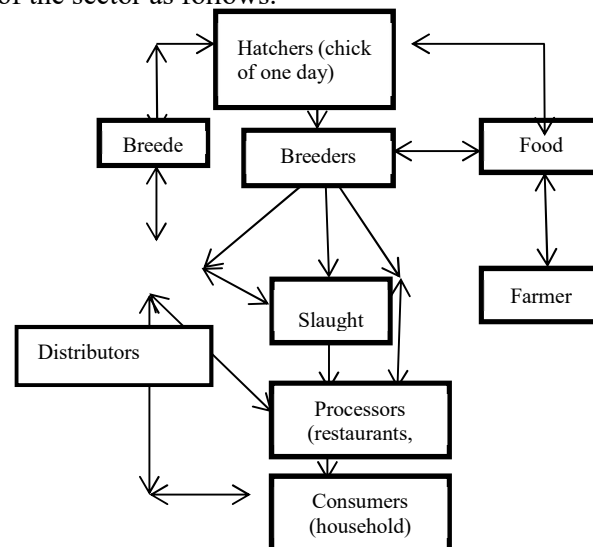 of the sector as follows:
Hatchers (chick
of one day)
Breede
Breeders
Food
Slaught
Farmer
Distributors
Processors
(restaurants,
Consumers
(household)